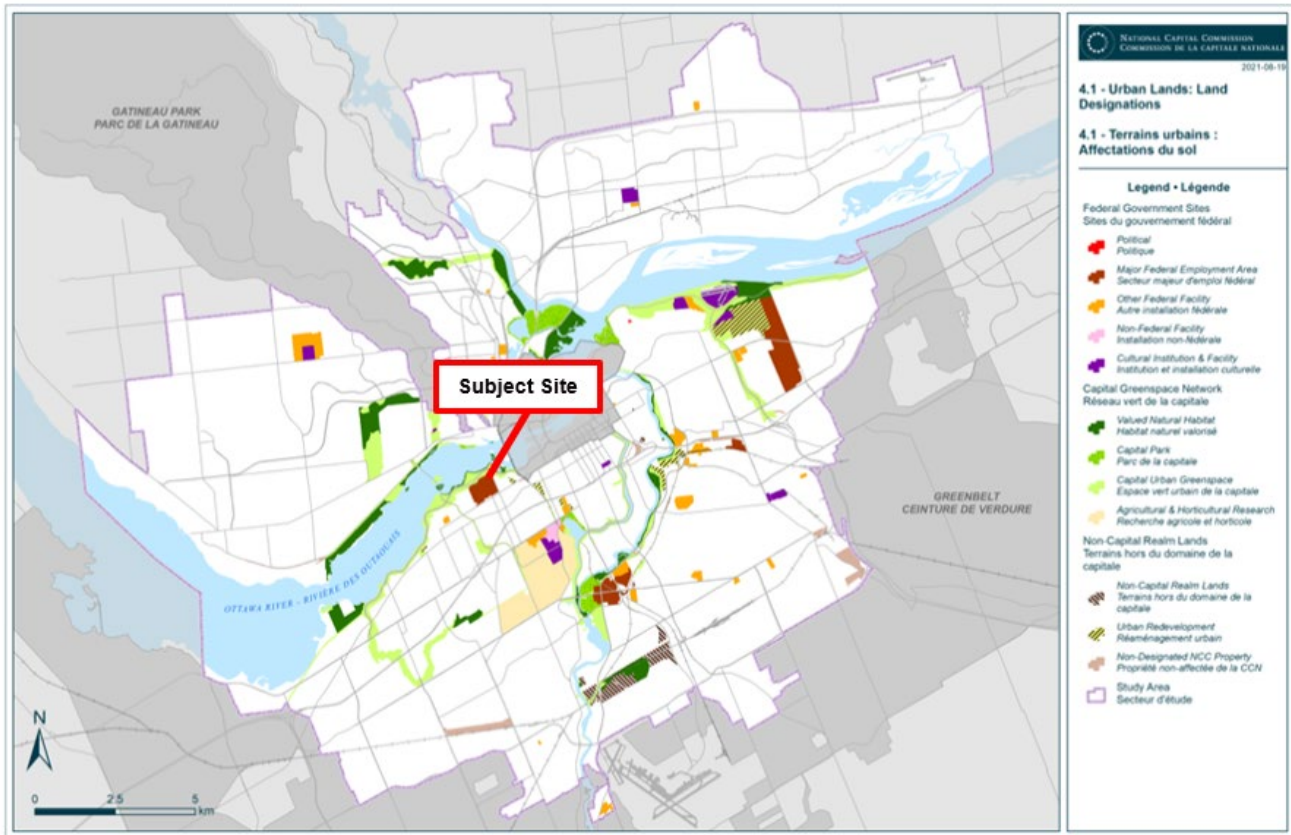 GATINEAU PARK
PARC DE LA GATINEAU
Subject Site
GREENBELT
CEINTURE DE VERDURE
OTTAWA RIVER - RIVIÈRE DES OUTAOUAIS
N
0 2.5 5
km
NATIONAL CAPITAL COMMISSION
COMMISSION DE LA CAPITALE NATIONALE
2021-08-19
4.1 - Urban Lands: Land
Designations
4.1 - Terrains urbains :
Affectations du sol
Legend • Légende
Federal Government Sites
Sites du gouvernement fédéral
Political
Politique
Major Federal Employment Area
Secteur majeur d'emploi fédéral
Other Federal Facility
Autre installation fédérale
Non-Federal Facility
Installation non-fédérale
Cultural Institution & Facility
Institution et installation culturelle
Capital Greenspace Network
Réseau vert de la capitale
Valued Natural Habitat
Habitat naturel valorisé
Capital Park
Parc de la capitale
Capital Urban Greenspace
Espace vert urbain de la capitale
Agricultural & Horticultural Research
Recherche agricole et horticole
Non-Capital Realm Lands
Terrains hors du domaine de la
capitale
Non-Capital Realm Lands
Terrains hors du domaine de la
capitale
Urban Redevelopment
Réaménagement urbain
Non-Designated NCC Property
Propriété non-affectée de la CCN
Study Area
Secteur d'étude